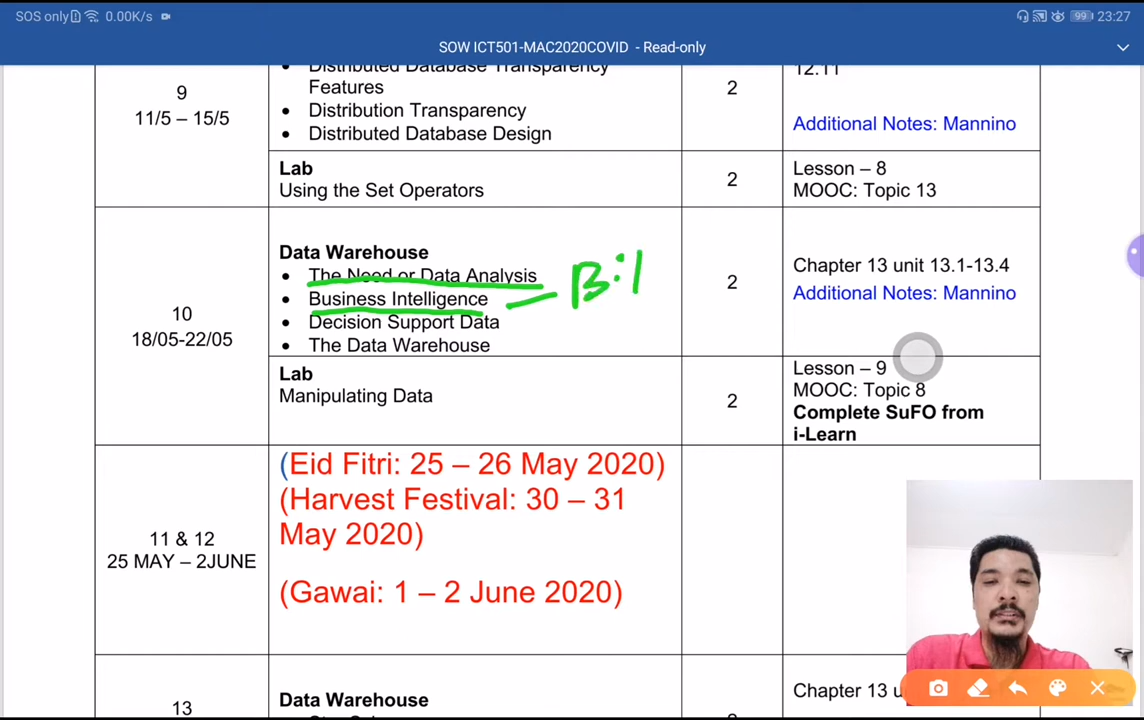 SOS only 0.00K/s 99 23:27
SOW ICT501-MAC2020COVID - Read-only
Distributed Database Transparency
Features
• Distribution Transparency
• Distributed Database Design
9
11/5 – 15/5
2
12.11
Additional Notes: Mannino
Lab
Using the Set Operators
2
Lesson – 8
MOOC: Topic 13
10
18/05-22/05
Data Warehouse
• The Need or Data Analysis
• Business Intelligence
• Decision Support Data
• The Data Warehouse
B.I
2
Chapter 13 unit 13.1-13.4
Additional Notes: Mannino
Lab
Manipulating Data
2
Lesson – 9
MOOC: Topic 8
Complete SuFO from
i-Learn
11 & 12
25 MAY – 2JUNE
(Eid Fitri: 25 – 26 May 2020)
(Harvest Festival: 30 – 31
May 2020)
(Gawai: 1 – 2 June 2020)
13
Data Warehouse
Chapter 13